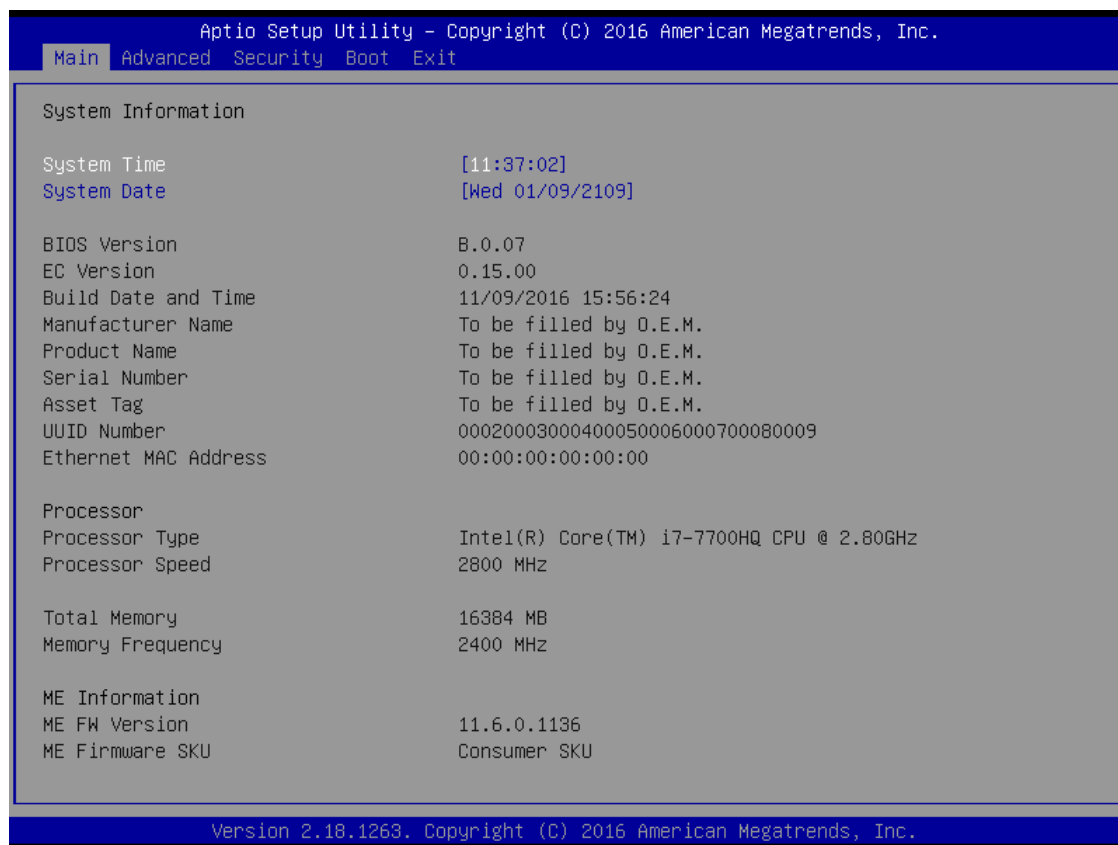 Aptio Setup Utility – Copyright (C) 2016 American Megatrends, Inc.
Main Advanced Security Boot Exit
System Information
System Time [11:37:02]
System Date [Wed 01/09/2109]
BIOS Version B.0.07
EC Version 0.15.00
Build Date and Time 11/09/2016 15:56:24
Manufacturer Name To be filled by O.E.M.
Product Name To be filled by O.E.M.
Serial Number To be filled by O.E.M.
Asset Tag To be filled by O.E.M.
UUID Number 00020003000400050006000700080009
Ethernet MAC Address 00:00:00:00:00:00
Processor
Processor Type Intel(R) Core(TM) i7-7700HQ CPU @ 2.80GHz
Processor Speed 2800 MHz
Total Memory 16384 MB
Memory Frequency 2400 MHz
ME Information
ME FW Version 11.6.0.1136
ME Firmware SKU Consumer SKU
Version 2.18.1263. Copyright (C) 2016 American Megatrends, Inc.